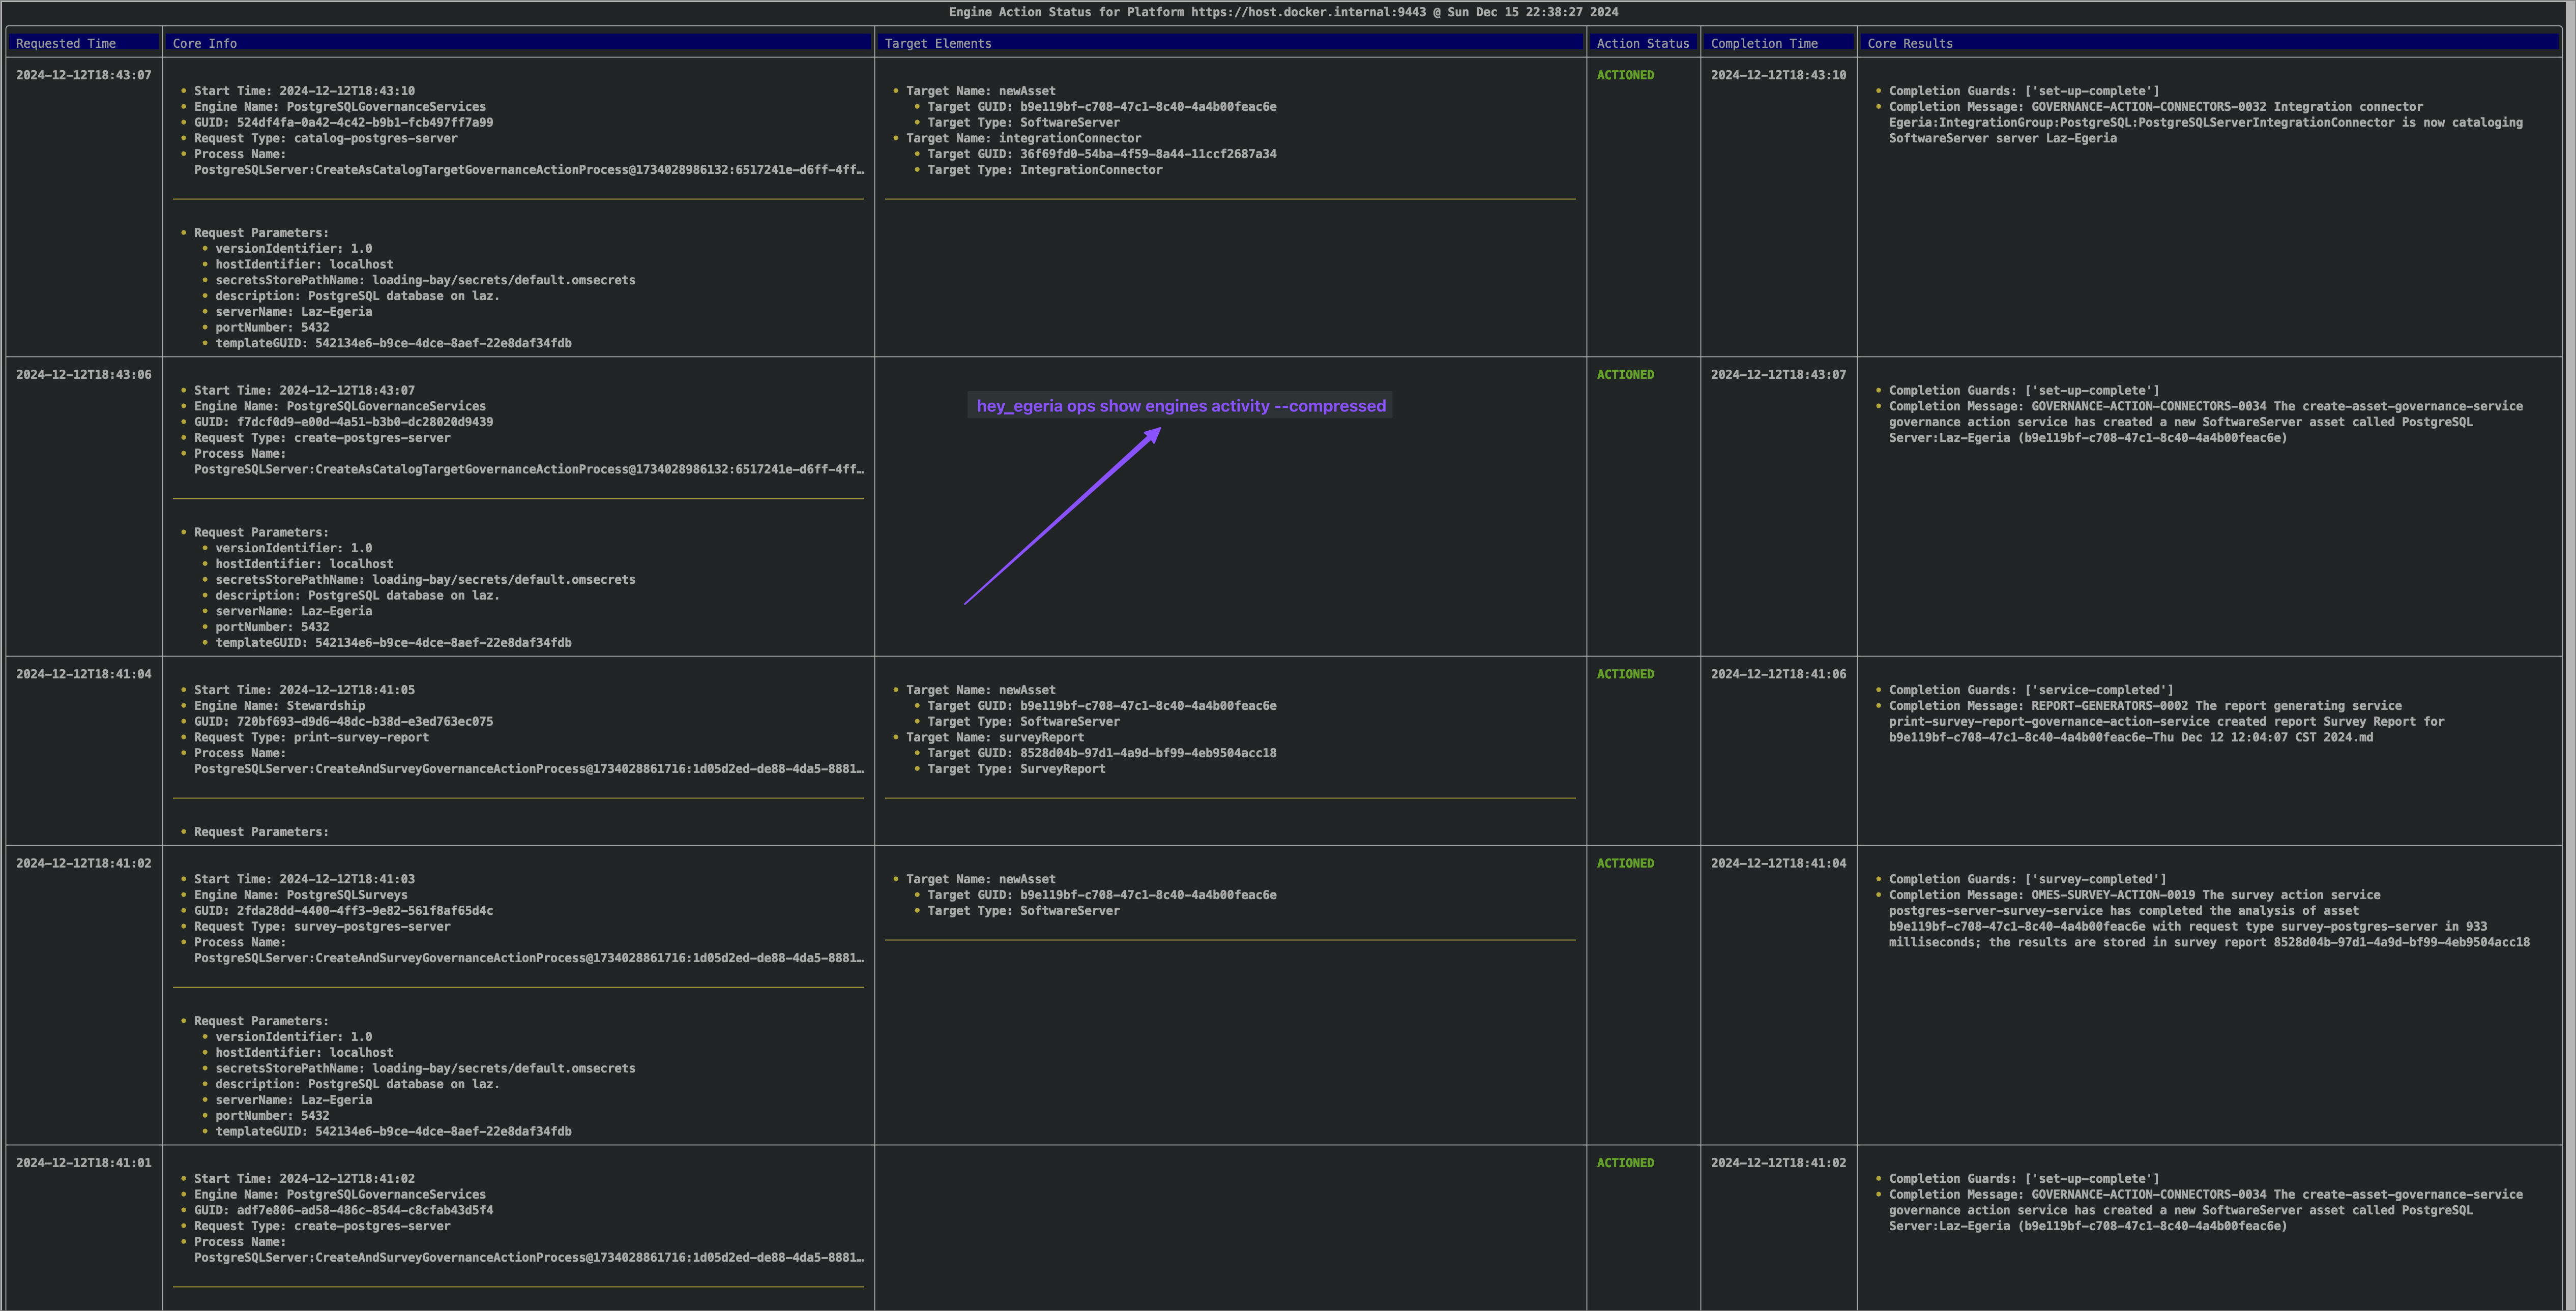 Engine Action Status for Platform https://host.docker.internal:9443 @ Sun Dec 15 22:38:27 2024
Requested Time
Core Info
Target Elements
Action Status
Completion Time
Core Results
2024-12-12T18:43:07
• Start Time: 2024-12-12T18:43:10
• Engine Name: PostgreSQLGovernanceServices
• GUID: 524df4fa-0a42-4c42-b9b1-fcb497ff7a99
• Request Type: catalog-postgres-server
• Process Name:
PostgreSQLServer:CreateAsCatalogTargetGovernanceActionProcess@1734028986132:6517241e-d6ff-4ff…
• Request Parameters:
• versionIdentifier: 1.0
• hostIdentifier: localhost
• secretsStorePathName: loading-bay/secrets/default.omsecrets
• description: PostgreSQL database on laz.
• serverName: Laz-Egeria
• portNumber: 5432
• templateGUID: 542134e6-b9ce-4dce-8aef-22e8daf34fdb
• Target Name: newAsset
• Target GUID: b9e119bf-c708-47c1-8c40-4a4b00feac6e
• Target Type: SoftwareServer
• Target Name: integrationConnector
• Target GUID: 36f69fd0-54ba-4f59-8a44-11ccf2687a34
• Target Type: IntegrationConnector
ACTIONED
2024-12-12T18:43:10
• Completion Guards: ['set-up-complete']
• Completion Message: GOVERNANCE-ACTION-CONNECTORS-0032 Integration connector
Egeria:IntegrationGroup:PostgreSQL:PostgreSQLServerIntegrationConnector is now cataloging
SoftwareServer server Laz-Egeria
2024-12-12T18:43:06
• Start Time: 2024-12-12T18:43:07
• Engine Name: PostgreSQLGovernanceServices
• GUID: f7dcf0d9-e00d-4a51-b3b0-dc28020d9439
• Request Type: create-postgres-server
• Process Name:
PostgreSQLServer:CreateAsCatalogTargetGovernanceActionProcess@1734028986132:6517241e-d6ff-4ff…
• Request Parameters:
• versionIdentifier: 1.0
• hostIdentifier: localhost
• secretsStorePathName: loading-bay/secrets/default.omsecrets
• description: PostgreSQL database on laz.
• serverName: Laz-Egeria
• portNumber: 5432
• templateGUID: 542134e6-b9ce-4dce-8aef-22e8daf34fdb
hey_egeria ops show engines activity --compressed
ACTIONED
2024-12-12T18:43:07
• Completion Guards: ['set-up-complete']
• Completion Message: GOVERNANCE-ACTION-CONNECTORS-0034 The create-asset-governance-service
governance action service has created a new SoftwareServer asset called PostgreSQL
Server:Laz-Egeria (b9e119bf-c708-47c1-8c40-4a4b00feac6e)
2024-12-12T18:41:04
• Start Time: 2024-12-12T18:41:05
• Engine Name: Stewardship
• GUID: 720bf693-d9d6-48dc-b38d-e3ed763ec075
• Request Type: print-survey-report
• Process Name:
PostgreSQLServer:CreateAndSurveyGovernanceActionProcess@1734028861716:1d05d2ed-de88-4da5-8881…
• Request Parameters:
• Target Name: newAsset
• Target GUID: b9e119bf-c708-47c1-8c40-4a4b00feac6e
• Target Type: SoftwareServer
• Target Name: surveyReport
• Target GUID: 8528d04b-97d1-4a9d-bf99-4eb9504acc18
• Target Type: SurveyReport
ACTIONED
2024-12-12T18:41:06
• Completion Guards: ['service-completed']
• Completion Message: REPORT-GENERATORS-0002 The report generating service
print-survey-report-governance-action-service created report Survey Report for
b9e119bf-c708-47c1-8c40-4a4b00feac6e-Thu Dec 12 12:04:07 CST 2024.md
2024-12-12T18:41:02
• Start Time: 2024-12-12T18:41:03
• Engine Name: PostgreSQLSurveys
• GUID: 2fda28dd-4400-4ff3-9e82-561f8af65d4c
• Request Type: survey-postgres-server
• Process Name:
PostgreSQLServer:CreateAndSurveyGovernanceActionProcess@1734028861716:1d05d2ed-de88-4da5-8881…
• Request Parameters:
• versionIdentifier: 1.0
• hostIdentifier: localhost
• secretsStorePathName: loading-bay/secrets/default.omsecrets
• description: PostgreSQL database on laz.
• serverName: Laz-Egeria
• portNumber: 5432
• templateGUID: 542134e6-b9ce-4dce-8aef-22e8daf34fdb
• Target Name: newAsset
• Target GUID: b9e119bf-c708-47c1-8c40-4a4b00feac6e
• Target Type: SoftwareServer
ACTIONED
2024-12-12T18:41:04
• Completion Guards: ['survey-completed']
• Completion Message: OMES-SURVEY-ACTION-0019 The survey action service
postgres-server-survey-service has completed the analysis of asset
b9e119bf-c708-47c1-8c40-4a4b00feac6e with request type survey-postgres-server in 933
milliseconds; the results are stored in survey report 8528d04b-97d1-4a9d-bf99-4eb9504acc18
2024-12-12T18:41:01
• Start Time: 2024-12-12T18:41:02
• Engine Name: PostgreSQLGovernanceServices
• GUID: adf7e806-ad58-486c-8544-c8cfab43d5f4
• Request Type: create-postgres-server
• Process Name:
PostgreSQLServer:CreateAndSurveyGovernanceActionProcess@1734028861716:1d05d2ed-de88-4da5-8881…
ACTIONED
2024-12-12T18:41:02
• Completion Guards: ['set-up-complete']
• Completion Message: GOVERNANCE-ACTION-CONNECTORS-0034 The create-asset-governance-service
governance action service has created a new SoftwareServer asset called PostgreSQL
Server:Laz-Egeria (b9e119bf-c708-47c1-8c40-4a4b00feac6e)